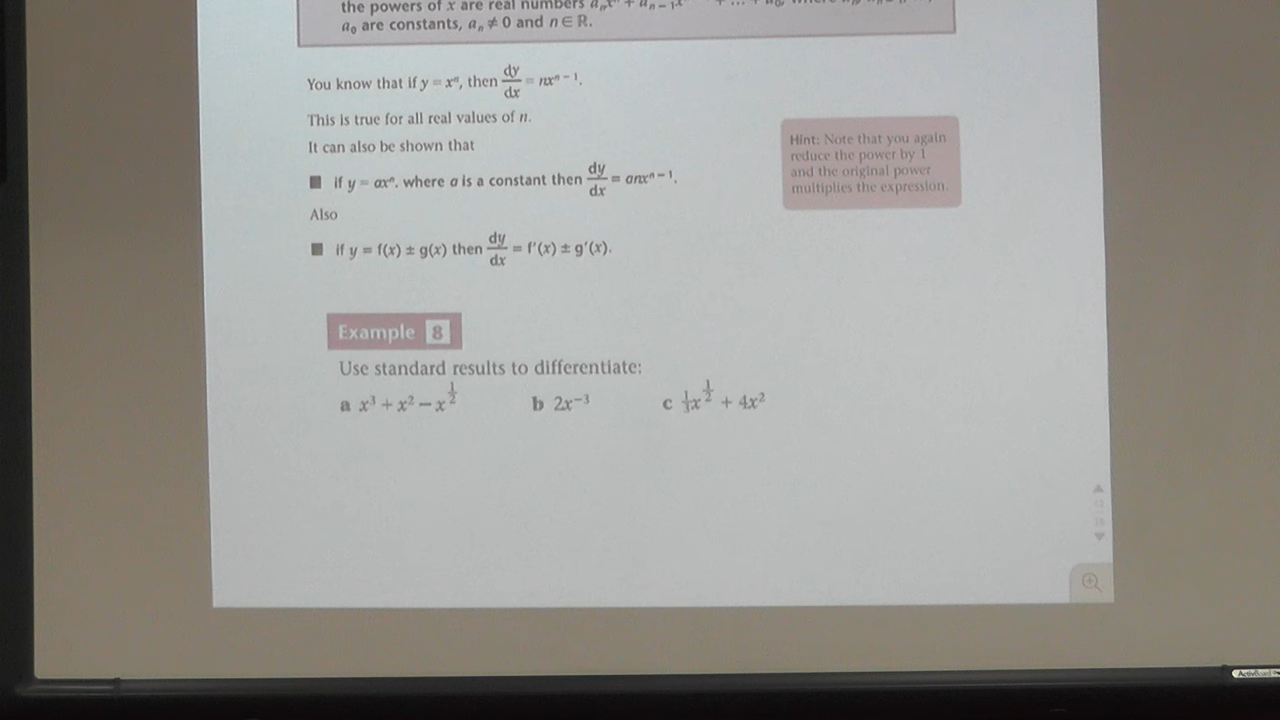 the powers of x are real numbers aₙxⁿ + aₙ₋₁x
a₀ are constants, aₙ ≠ 0 and n ∈ ℝ.
You know that if y = xⁿ, then dy/dx = nxⁿ⁻¹.
This is true for all real values of n.
It can also be shown that
■ if y = axⁿ, where a is a constant then dy/dx = anxⁿ⁻¹.
Also
■ if y = f(x) ± g(x) then dy/dx = f′(x) ± g′(x).
Hint: Note that you again
reduce the power by 1
and the original power
multiplies the expression.
Example 8
Use standard results to differentiate:
a x³ + x² − x^½ b 2x⁻³ c ⅓x^½ + 4x²